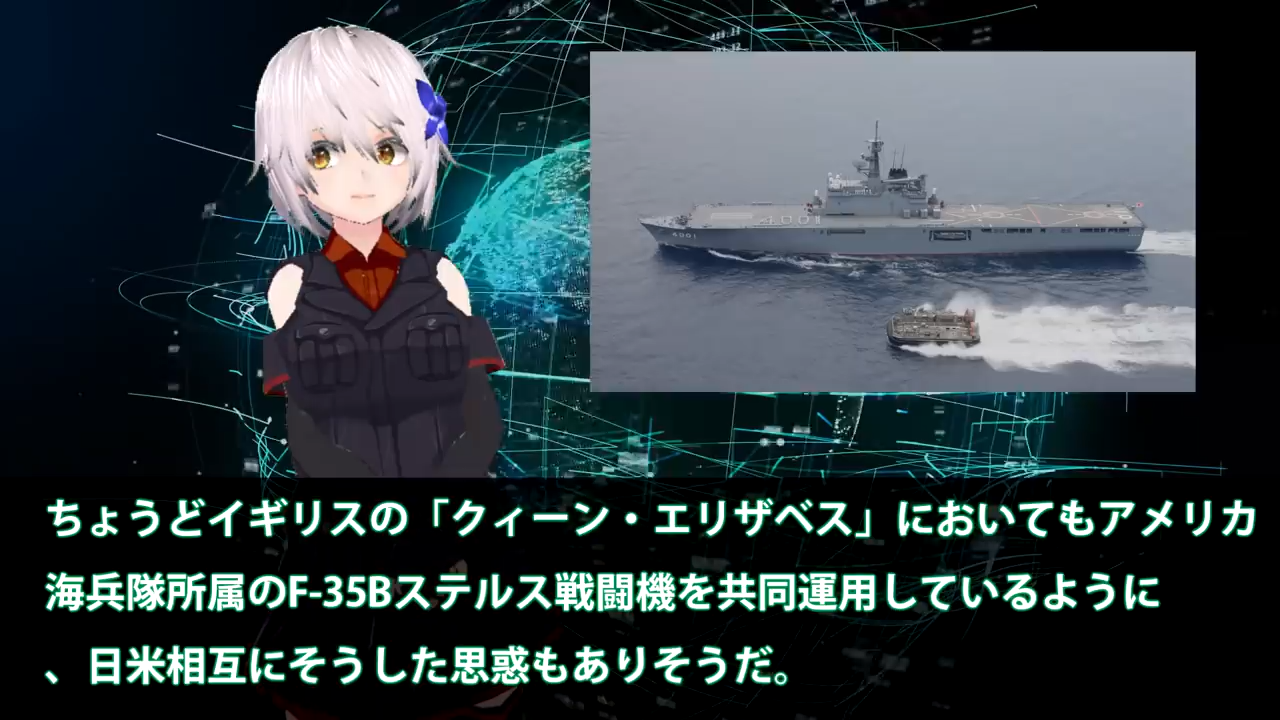 4001
4001
ちょうどイギリスの「クィーン・エリザベス」においてもアメリカ
海兵隊所属のF-35Bステルス戦闘機を共同運用しているように
、日米相互にそうした思惑もありそうだ。